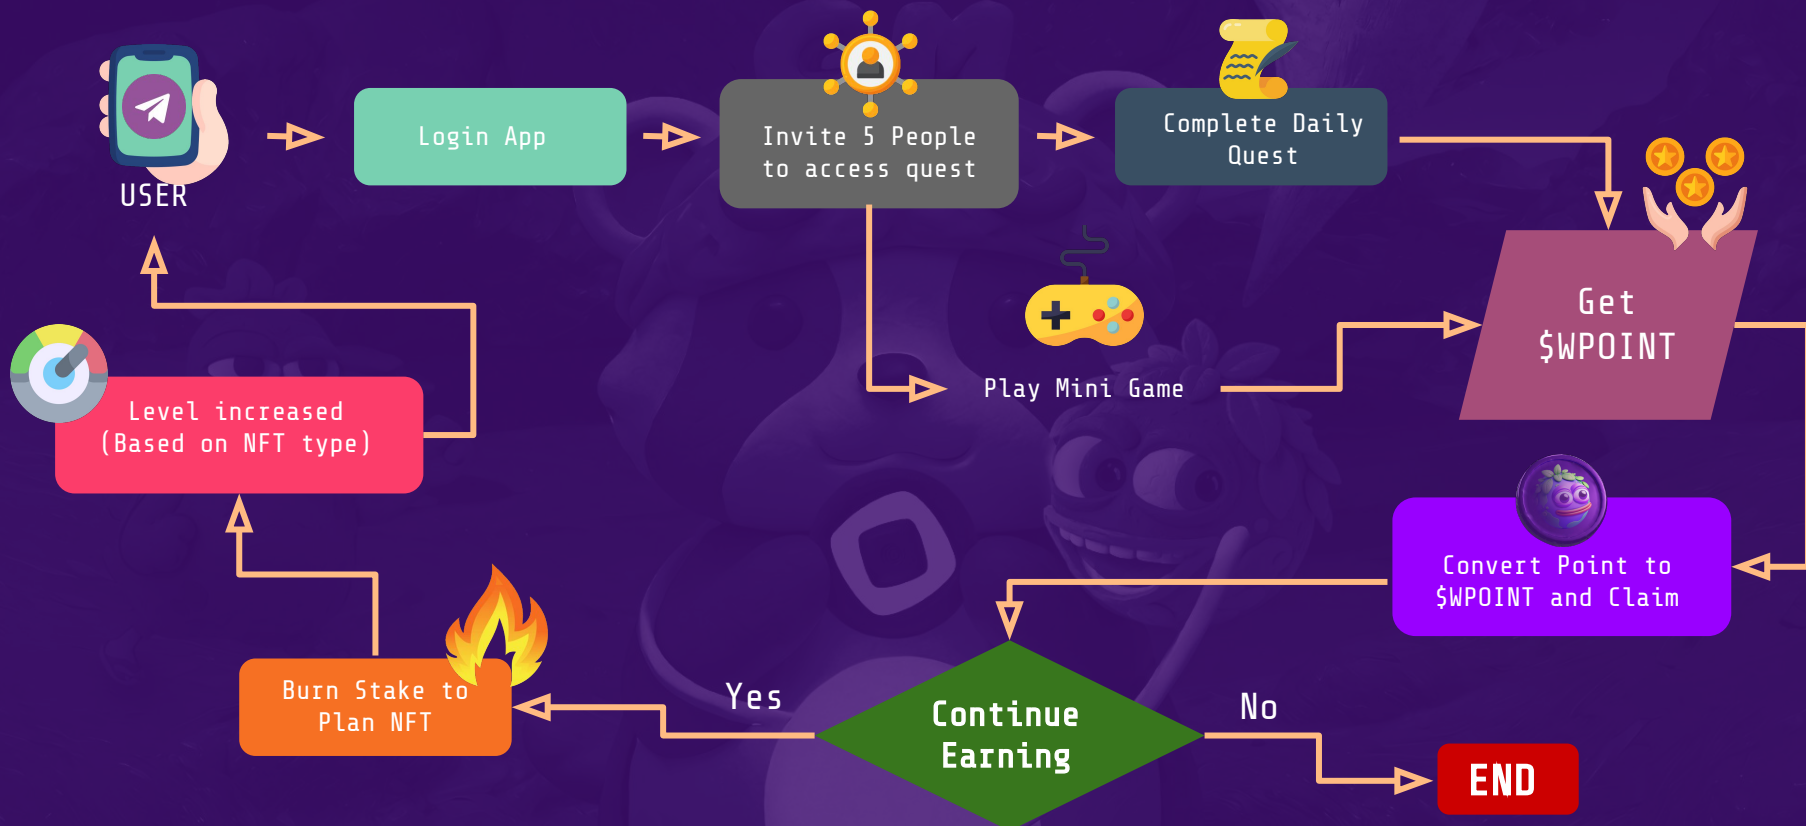 USER
Login App
Invite 5 People
to access quest
Complete Daily
Quest
Get
$WPOINT
Play Mini Game
Level increased
(Based on NFT type)
Convert Point to
$WPOINT and Claim
Burn Stake to
Plan NFT
Yes
Continue
Earning
No
END